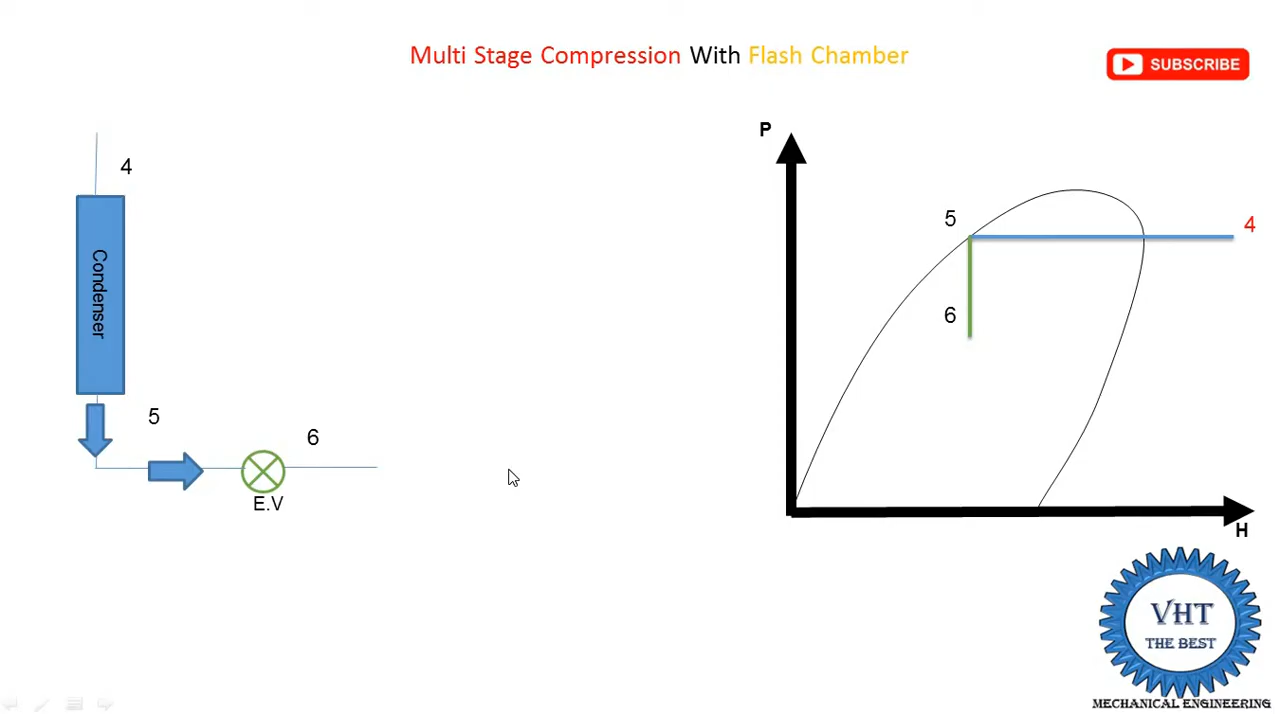 Multi Stage Compression With Flash Chamber
SUBSCRIBE
4
Condenser
5
6
E.V
P
5
4
6
H
VHT
THE BEST
MECHANICAL ENGINEERING